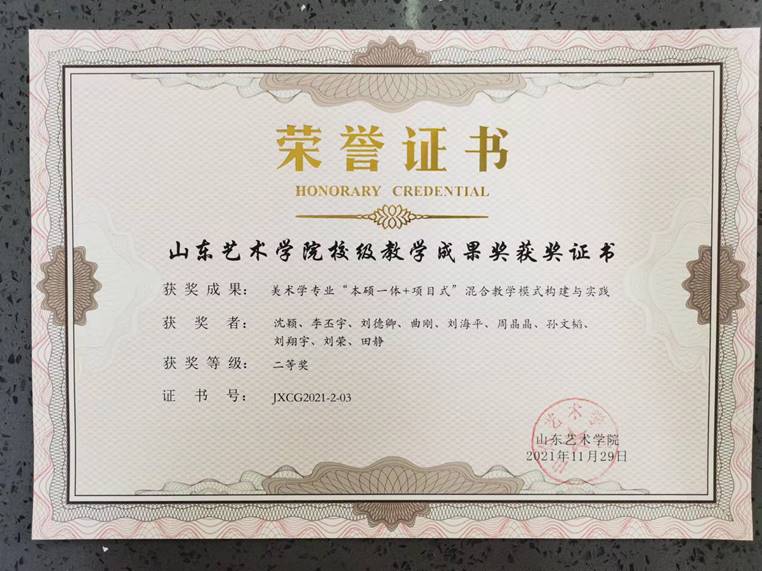 荣誉证书
HONORARY CREDENTIAL
山东艺术学院校级教学成果奖获奖证书
获奖成果： 美术学专业“本硕一体+项目式”混合教学模式构建与实践
获奖者： 沈颖、李丕宇、刘德卿、曲刚、刘海平、周晶晶、孙文韬、
刘翔宇、刘荣、田静
获奖等级： 二等奖
证书号： JXCG2021-2-03
山东艺术学院
2021年11月29日